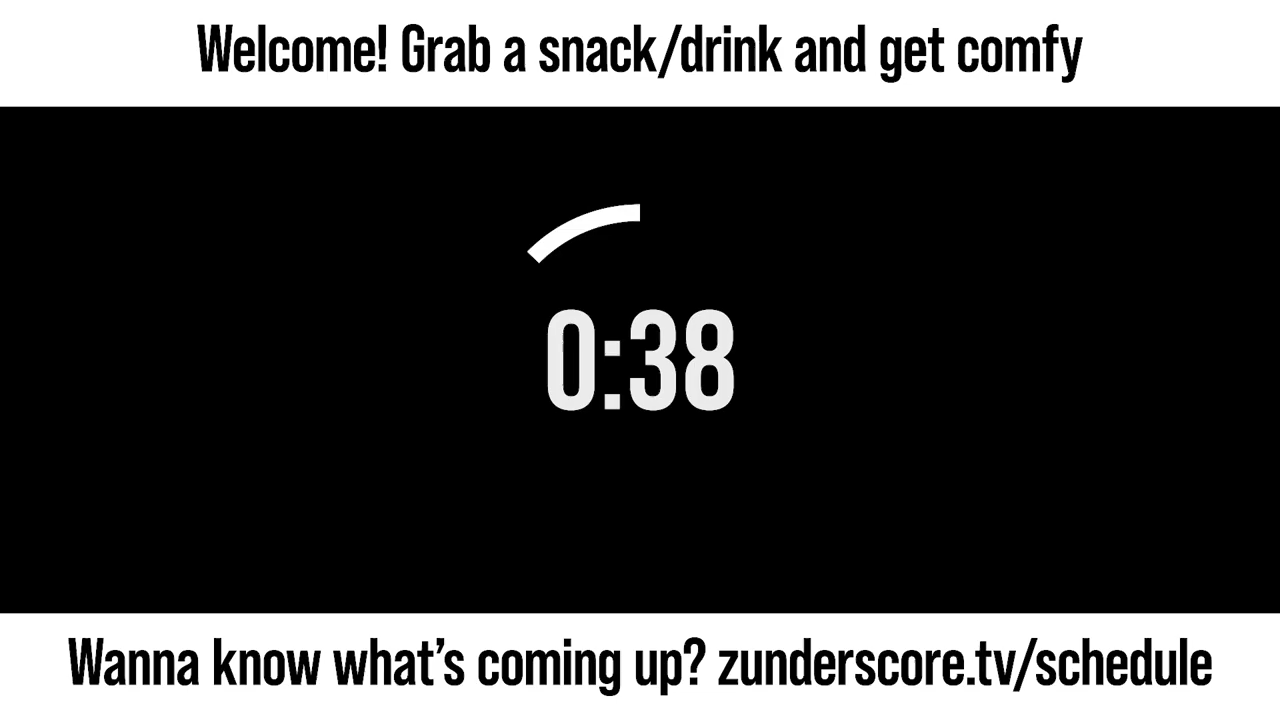 Welcome! Grab a snack/drink and get comfy
0:38
Wanna know what’s coming up? zunderscore.tv/schedule